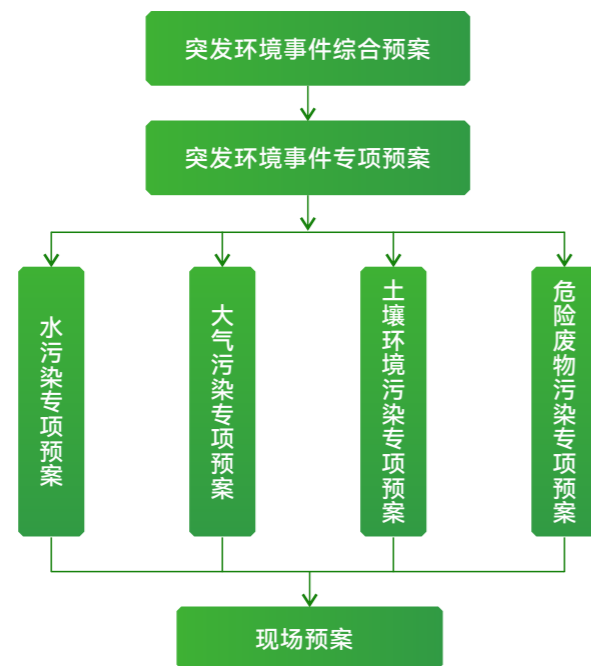 突发环境事件综合预案
突发环境事件专项预案
水污染专项预案
大气污染专项预案
土壤环境污染专项预案
危险废物污染专项预案
现场预案